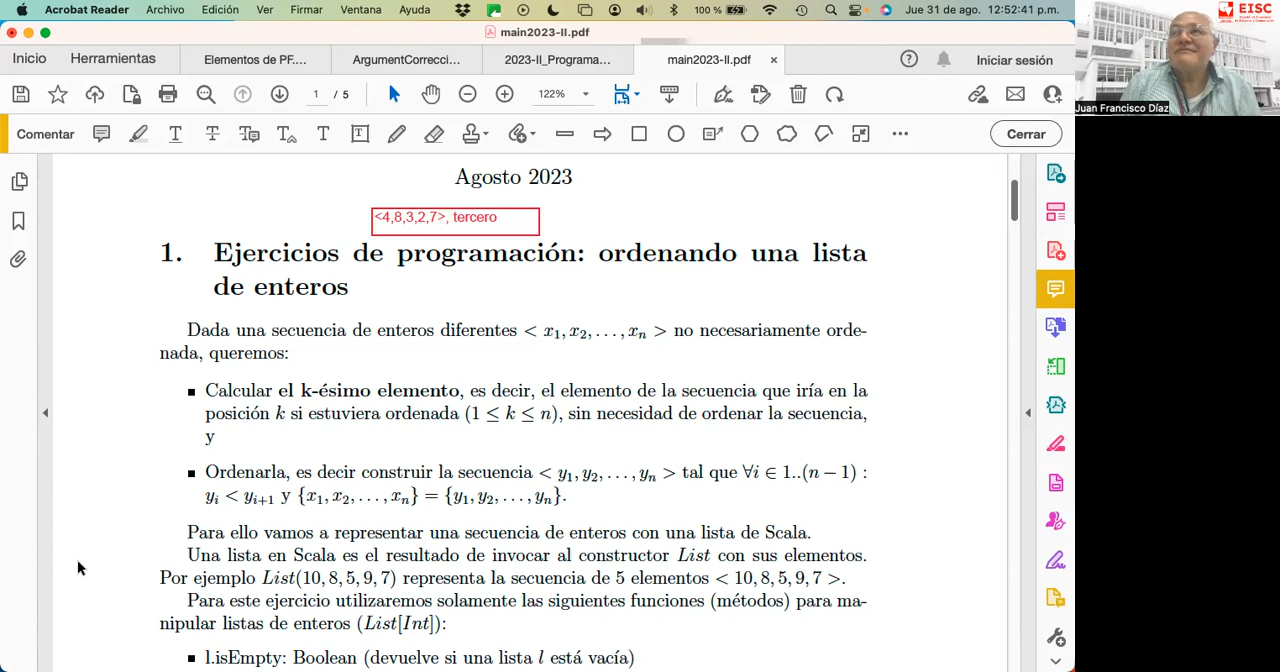 Acrobat Reader Archivo Edición Ver Firmar Ventana Ayuda 100 % Jue 31 de ago. 12:52:41 p.m.
main2023-II.pdf
Inicio Herramientas Elementos de PF.... ArgumentCorrecci... 2023-II_Programa... main2023-II.pdf × Iniciar sesión
1 / 5 122%
Comentar Cerrar
EISC
Juan Francisco Díaz
Agosto 2023
<4,8,3,2,7>, tercero
1. Ejercicios de programación: ordenando una lista
de enteros
Dada una secuencia de enteros diferentes < x₁, x₂, . . . , xₙ > no necesariamente orde-
nada, queremos:
▪ Calcular el k-ésimo elemento, es decir, el elemento de la secuencia que iría en la
posición k si estuviera ordenada (1 ≤ k ≤ n), sin necesidad de ordenar la secuencia,
y
▪ Ordenarla, es decir construir la secuencia < y₁, y₂, . . . , yₙ > tal que ∀i ∈ 1..(n − 1) :
yᵢ < yᵢ₊₁ y {x₁, x₂, . . . , xₙ} = {y₁, y₂, . . . , yₙ}.
Para ello vamos a representar una secuencia de enteros con una lista de Scala.
Una lista en Scala es el resultado de invocar al constructor List con sus elementos.
Por ejemplo List(10, 8, 5, 9, 7) representa la secuencia de 5 elementos < 10, 8, 5, 9, 7 >.
Para este ejercicio utilizaremos solamente las siguientes funciones (métodos) para ma-
nipular listas de enteros (List[Int]):
▪ l.isEmpty: Boolean (devuelve si una lista l está vacía)